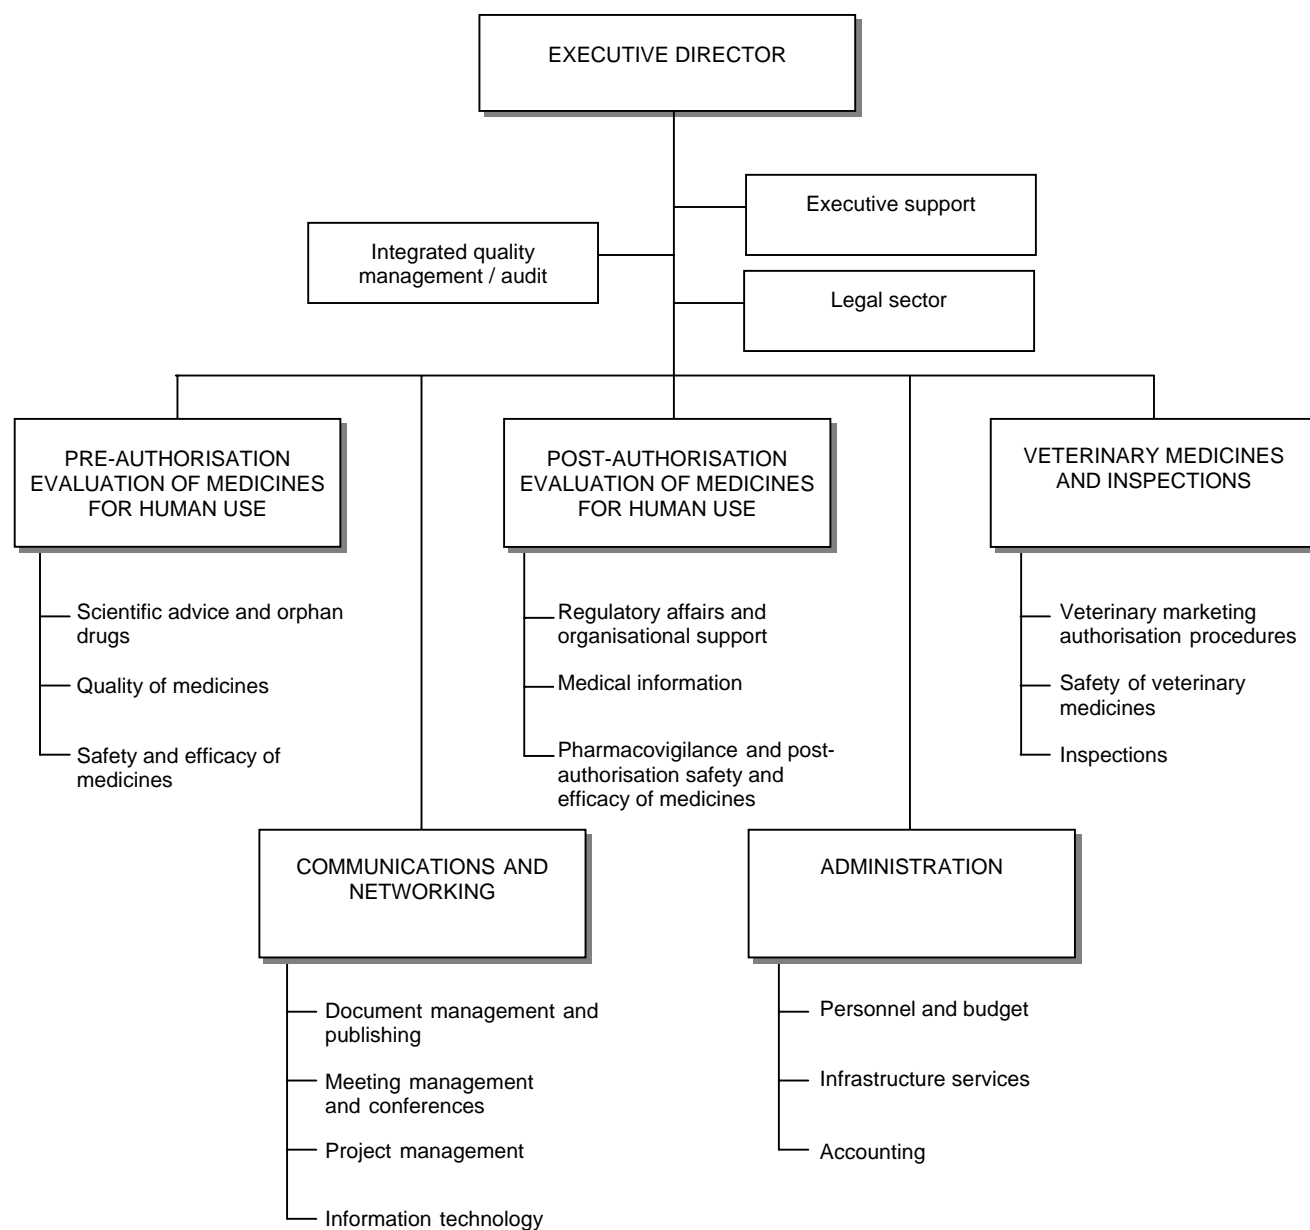 EXECUTIVE DIRECTOR
Executive support
Integrated quality
management / audit
Legal sector
PRE-AUTHORISATION
EVALUATION OF MEDICINES
FOR HUMAN USE
POST-AUTHORISATION
EVALUATION OF MEDICINES
FOR HUMAN USE
VETERINARY MEDICINES
AND INSPECTIONS
Scientific advice and orphan
drugs
Quality of medicines
Safety and efficacy of
medicines
Regulatory affairs and
organisational support
Medical information
Pharmacovigilance and post-
authorisation safety and
efficacy of medicines
Veterinary marketing
authorisation procedures
Safety of veterinary
medicines
Inspections
COMMUNICATIONS AND
NETWORKING
ADMINISTRATION
Document management and
publishing
Meeting management
and conferences
Project management
Information technology
Personnel and budget
Infrastructure services
Accounting